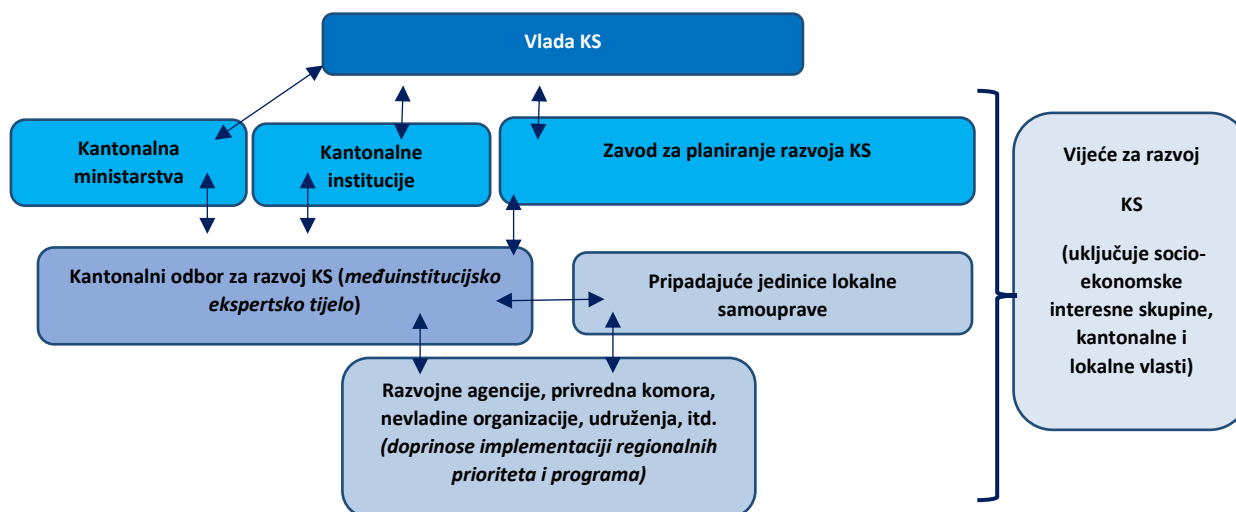 Vlada KS
Kantonalna
ministarstva
Kantonalne
institucije
Zavod za planiranje razvoja KS
Kantonalni odbor za razvoj KS (međuinstitucijsko
ekspertsko tijelo)
Pripadajuće jedinice lokalne
samouprave
Razvojne agencije, privredna komora,
nevladine organizacije, udruženja, itd.
(doprinose implementaciji regionalnih
prioriteta i programa)
Vijeće za razvoj
KS
(uključuje socio-
ekonomske
interesne skupine,
kantonalne i
lokalne vlasti)